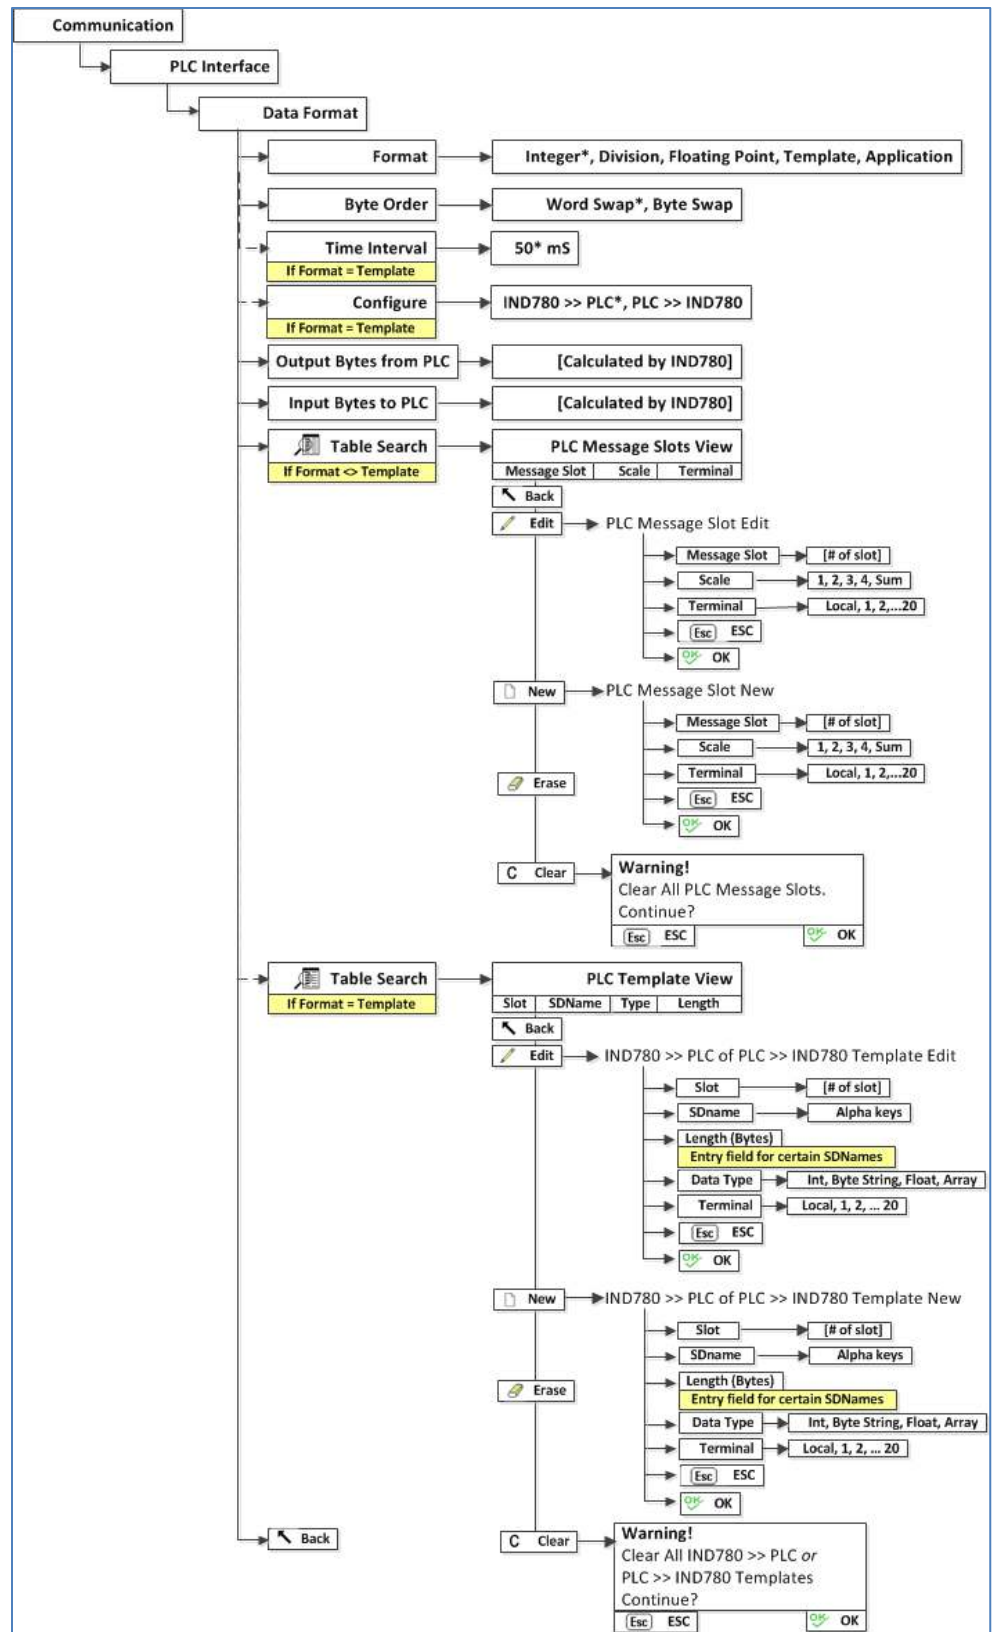 Communication
PLC Interface
Data Format
Format
Integer*, Division, Floating Point, Template, Application
Byte Order
Word Swap*, Byte Swap
Time Interval
50* mS
If Format = Template
Configure
IND780 >> PLC*, PLC >> IND780
If Format = Template
Output Bytes from PLC
[Calculated by IND780]
Input Bytes to PLC
[Calculated by IND780]
Table Search
PLC Message Slots View
If Format <> Template
Message Slot Scale Terminal
Back
Edit
PLC Message Slot Edit
Message Slot
[# of slot]
Scale
1, 2, 3, 4, Sum
Terminal
Local, 1, 2,...20
Esc ESC
OK OK
New
PLC Message Slot New
Message Slot
[# of slot]
Scale
1, 2, 3, 4, Sum
Terminal
Local, 1, 2,...20
Erase
Esc ESC
OK OK
C Clear
Warning!
Clear All PLC Message Slots.
Continue?
Esc ESC
OK OK
Table Search
PLC Template View
If Format = Template
Slot SDName Type Length
Back
Edit
IND780 >> PLC of PLC >> IND780 Template Edit
Slot
[# of slot]
SDname
Alpha keys
Length (Bytes)
Entry field for certain SDNames
Data Type
Int, Byte String, Float, Array
Terminal
Local, 1, 2, ... 20
Esc ESC
OK OK
New
IND780 >> PLC of PLC >> IND780 Template New
Slot
[# of slot]
SDname
Alpha keys
Length (Bytes)
Erase
Entry field for certain SDNames
Data Type
Int, Byte String, Float, Array
Terminal
Local, 1, 2, ... 20
Esc ESC
OK OK
Back
C Clear
Warning!
Clear All IND780 >> PLC or
PLC >> IND780 Templates
Continue?
Esc ESC
OK OK